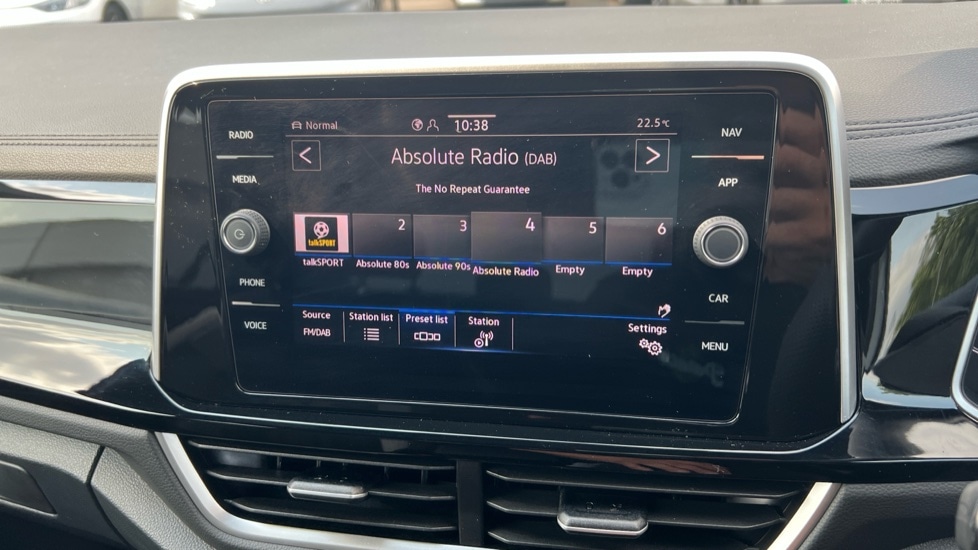 RADIO
MEDIA
PHONE
VOICE
Normal
10:38
22.5°C
Absolute Radio (DAB)
The No Repeat Guarantee
talkSPORT
2
3
4
5
6
talkSPORT
Absolute 80s
Absolute 90s
Absolute Radio
Empty
Empty
Source
FM/DAB
Station list
Preset list
Station
Settings
NAV
APP
CAR
MENU